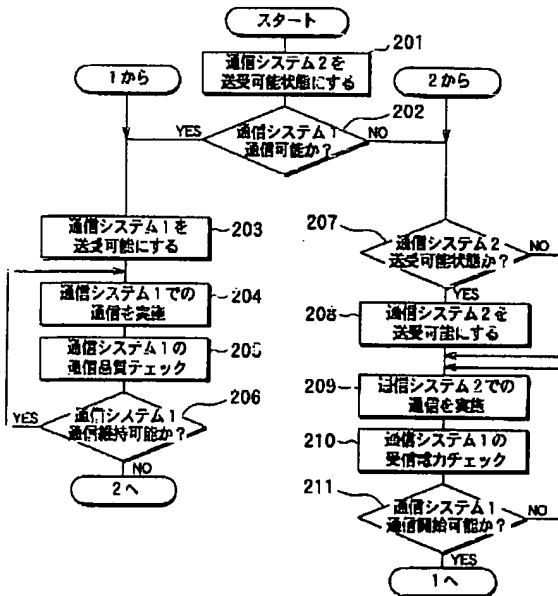 スタート
201
通信システム2を
送受可能状態にする
1から
2から
202
通信システム1
通信可能か?
YES
NO
203
通信システム1を
送受可能にする
204
通信システム1での
通信を実施
205
通信システム1の
通信品質チェック
206
通信システム1
通信維持可能か?
YES
NO
2へ
207
通信システム2
送受可能状態か?
NO
YES
208
通信システム2を
送受可能にする
209
通信システム2での
通信を実施
210
通信システム1の
受信電力チェック
211
通信システム1
通信開始可能か?
NO
YES
1へ